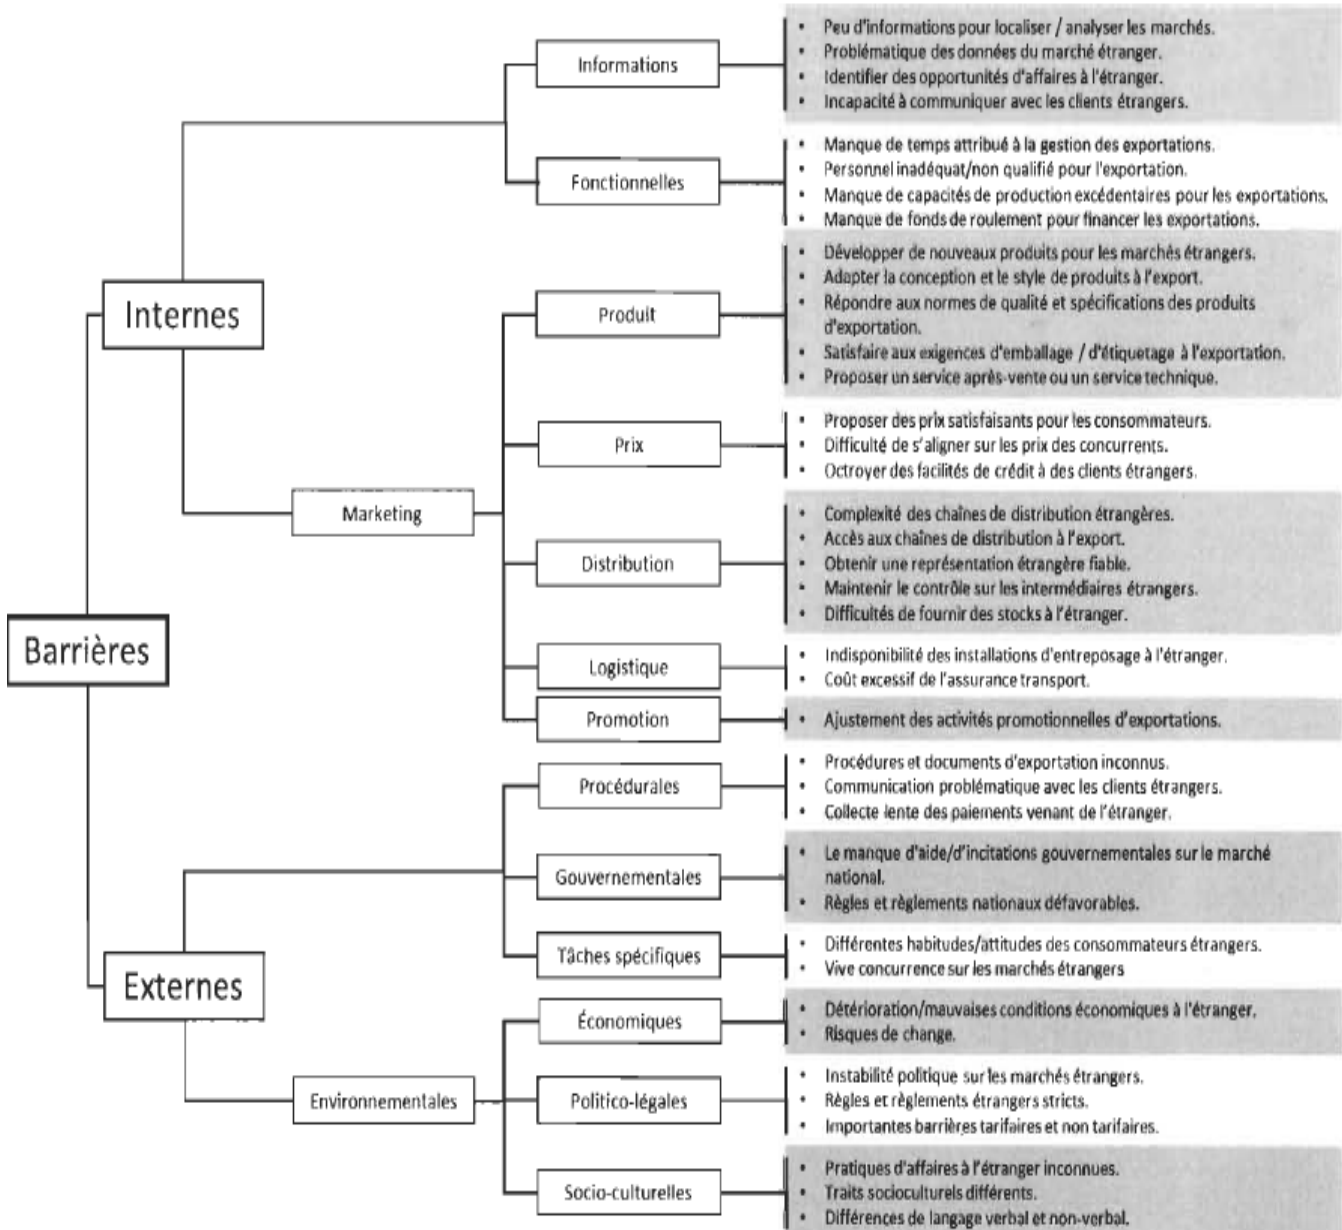 Barrières
Internes
Informations
• Peu d'informations pour localiser / analyser les marchés.
• Problématique des données du marché étranger.
• Identifier des opportunités d'affaires à l'étranger.
• Incapacité à communiquer avec les clients étrangers.
Fonctionnelles
• Manque de temps attribué à la gestion des exportations.
• Personnel inadéquat/non qualifié pour l'exportation.
• Manque de capacités de production excédentaires pour les exportations.
• Manque de fonds de roulement pour financer les exportations.
Marketing
Produit
• Développer de nouveaux produits pour les marchés étrangers.
• Adapter la conception et le style de produits à l'export.
• Répondre aux normes de qualité et spécifications des produits
d'exportation.
• Satisfaire aux exigences d'emballage / d'étiquetage à l'exportation.
• Proposer un service après-vente ou un service technique.
Prix
• Proposer des prix satisfaisants pour les consommateurs.
• Difficulté de s'aligner sur les prix des concurrents.
• Octroyer des facilités de crédit à des clients étrangers.
Distribution
• Complexité des chaînes de distribution étrangères.
• Accès aux chaînes de distribution à l'export.
• Obtenir une représentation étrangère fiable.
• Maintenir le contrôle sur les intermédiaires étrangers.
• Difficultés de fournir des stocks à l'étranger.
Logistique
• Indisponibilité des installations d'entreposage à l'étranger.
• Coût excessif de l'assurance transport.
Promotion
• Ajustement des activités promotionnelles d'exportations.
Externes
Procédurales
• Procédures et documents d'exportation inconnus.
• Communication problématique avec les clients étrangers.
• Collecte lente des paiements venant de l'étranger.
Gouvernementales
• Le manque d'aide/d'incitations gouvernementales sur le marché
national.
• Règles et règlements nationaux défavorables.
Tâches spécifiques
• Différentes habitudes/attitudes des consommateurs étrangers.
• Vive concurrence sur les marchés étrangers
Environnementales
Économiques
• Détérioration/mauvaises conditions économiques à l'étranger.
• Risques de change.
Politico-légales
• Instabilité politique sur les marchés étrangers.
• Règles et règlements étrangers stricts.
• Importantes barrières tarifaires et non tarifaires.
Socio-culturelles
• Pratiques d'affaires à l'étranger inconnues.
• Traits socioculturels différents.
• Différences de langage verbal et non-verbal.